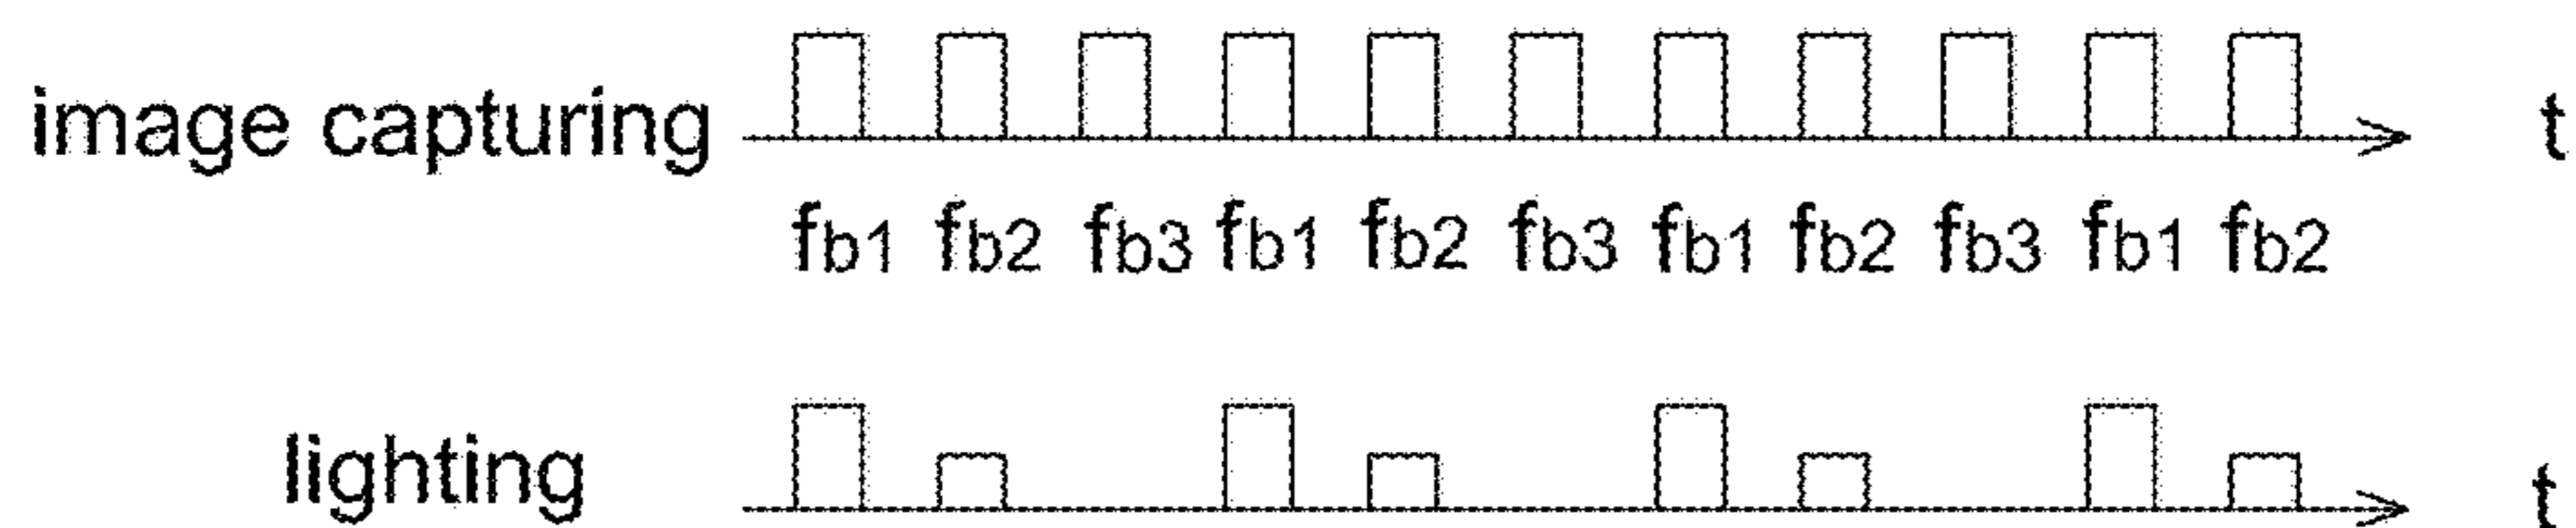 image capturing t
fb1 fb2 fb3 fb1 fb2 fb3 fb1 fb2 fb3 fb1 fb2
lighting t